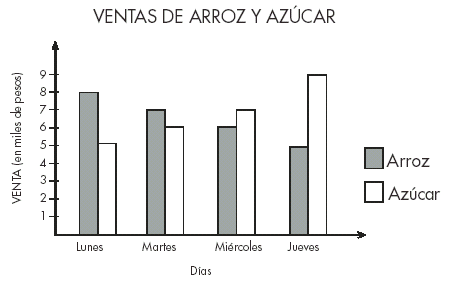 VENTAS DE ARROZ Y AZÚCAR
VENTA (en miles de pesos)
9
8
7
6
5
4
3
2
1
Lunes Martes Miércoles Jueves
Días
Arroz
Azúcar